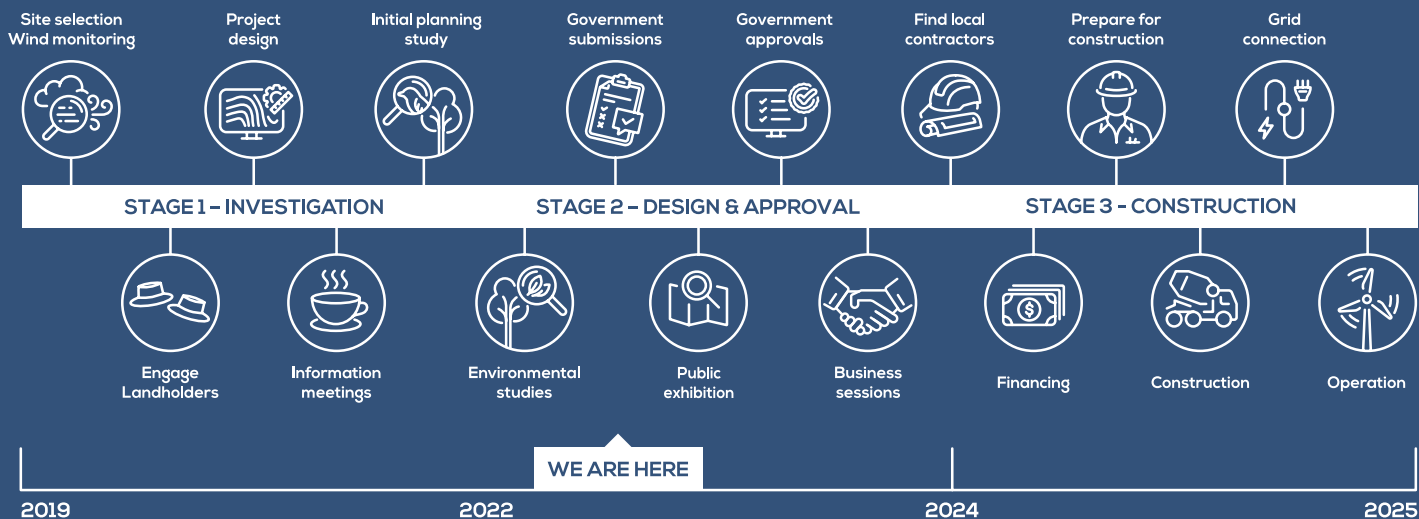 Site selection
Wind monitoring
Project
design
Initial planning
study
Government
submissions
Government
approvals
Find local
contractors
Prepare for
construction
Grid
connection
STAGE 1 – INVESTIGATION
STAGE 2 – DESIGN & APPROVAL
STAGE 3 - CONSTRUCTION
$
Engage
Landholders
Information
meetings
Environmental
studies
Public
exhibition
Business
sessions
Financing
Construction
Operation
WE ARE HERE
2019
2022
2024
2025